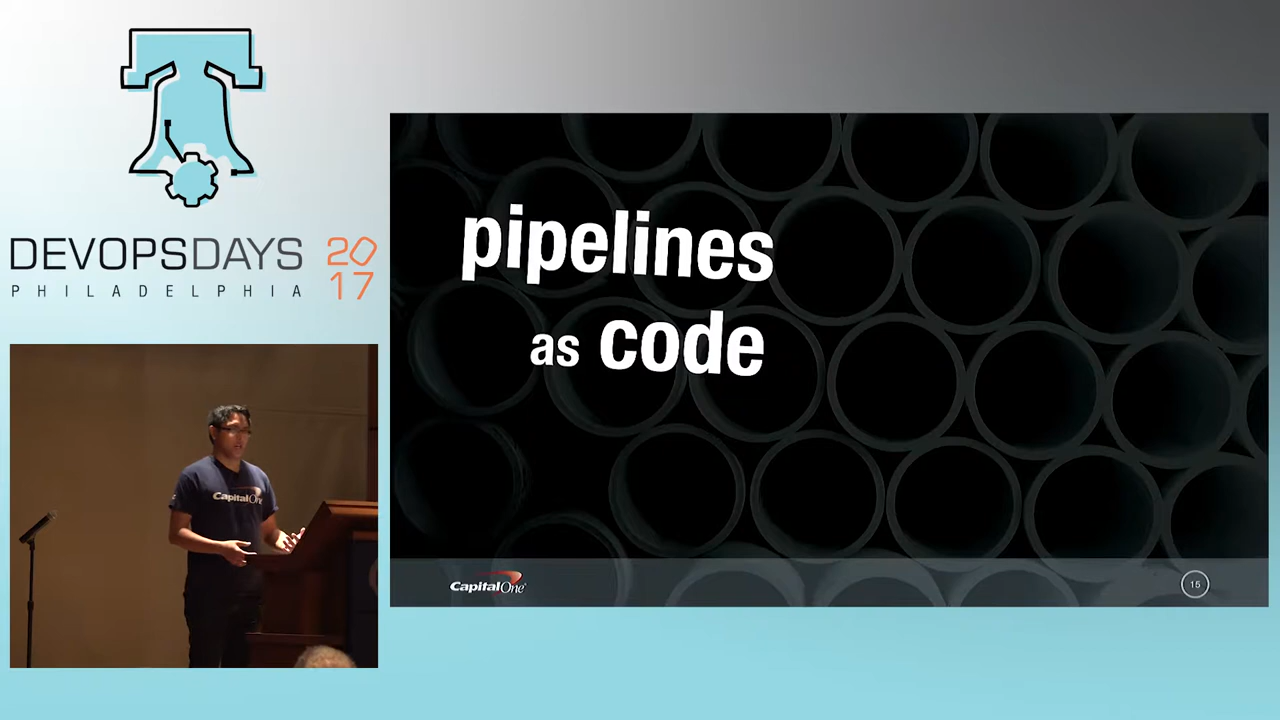 DEVOPSDAYS 2017
PHILADELPHIA
CapitalOne
pipelines
as code
CapitalOne
15